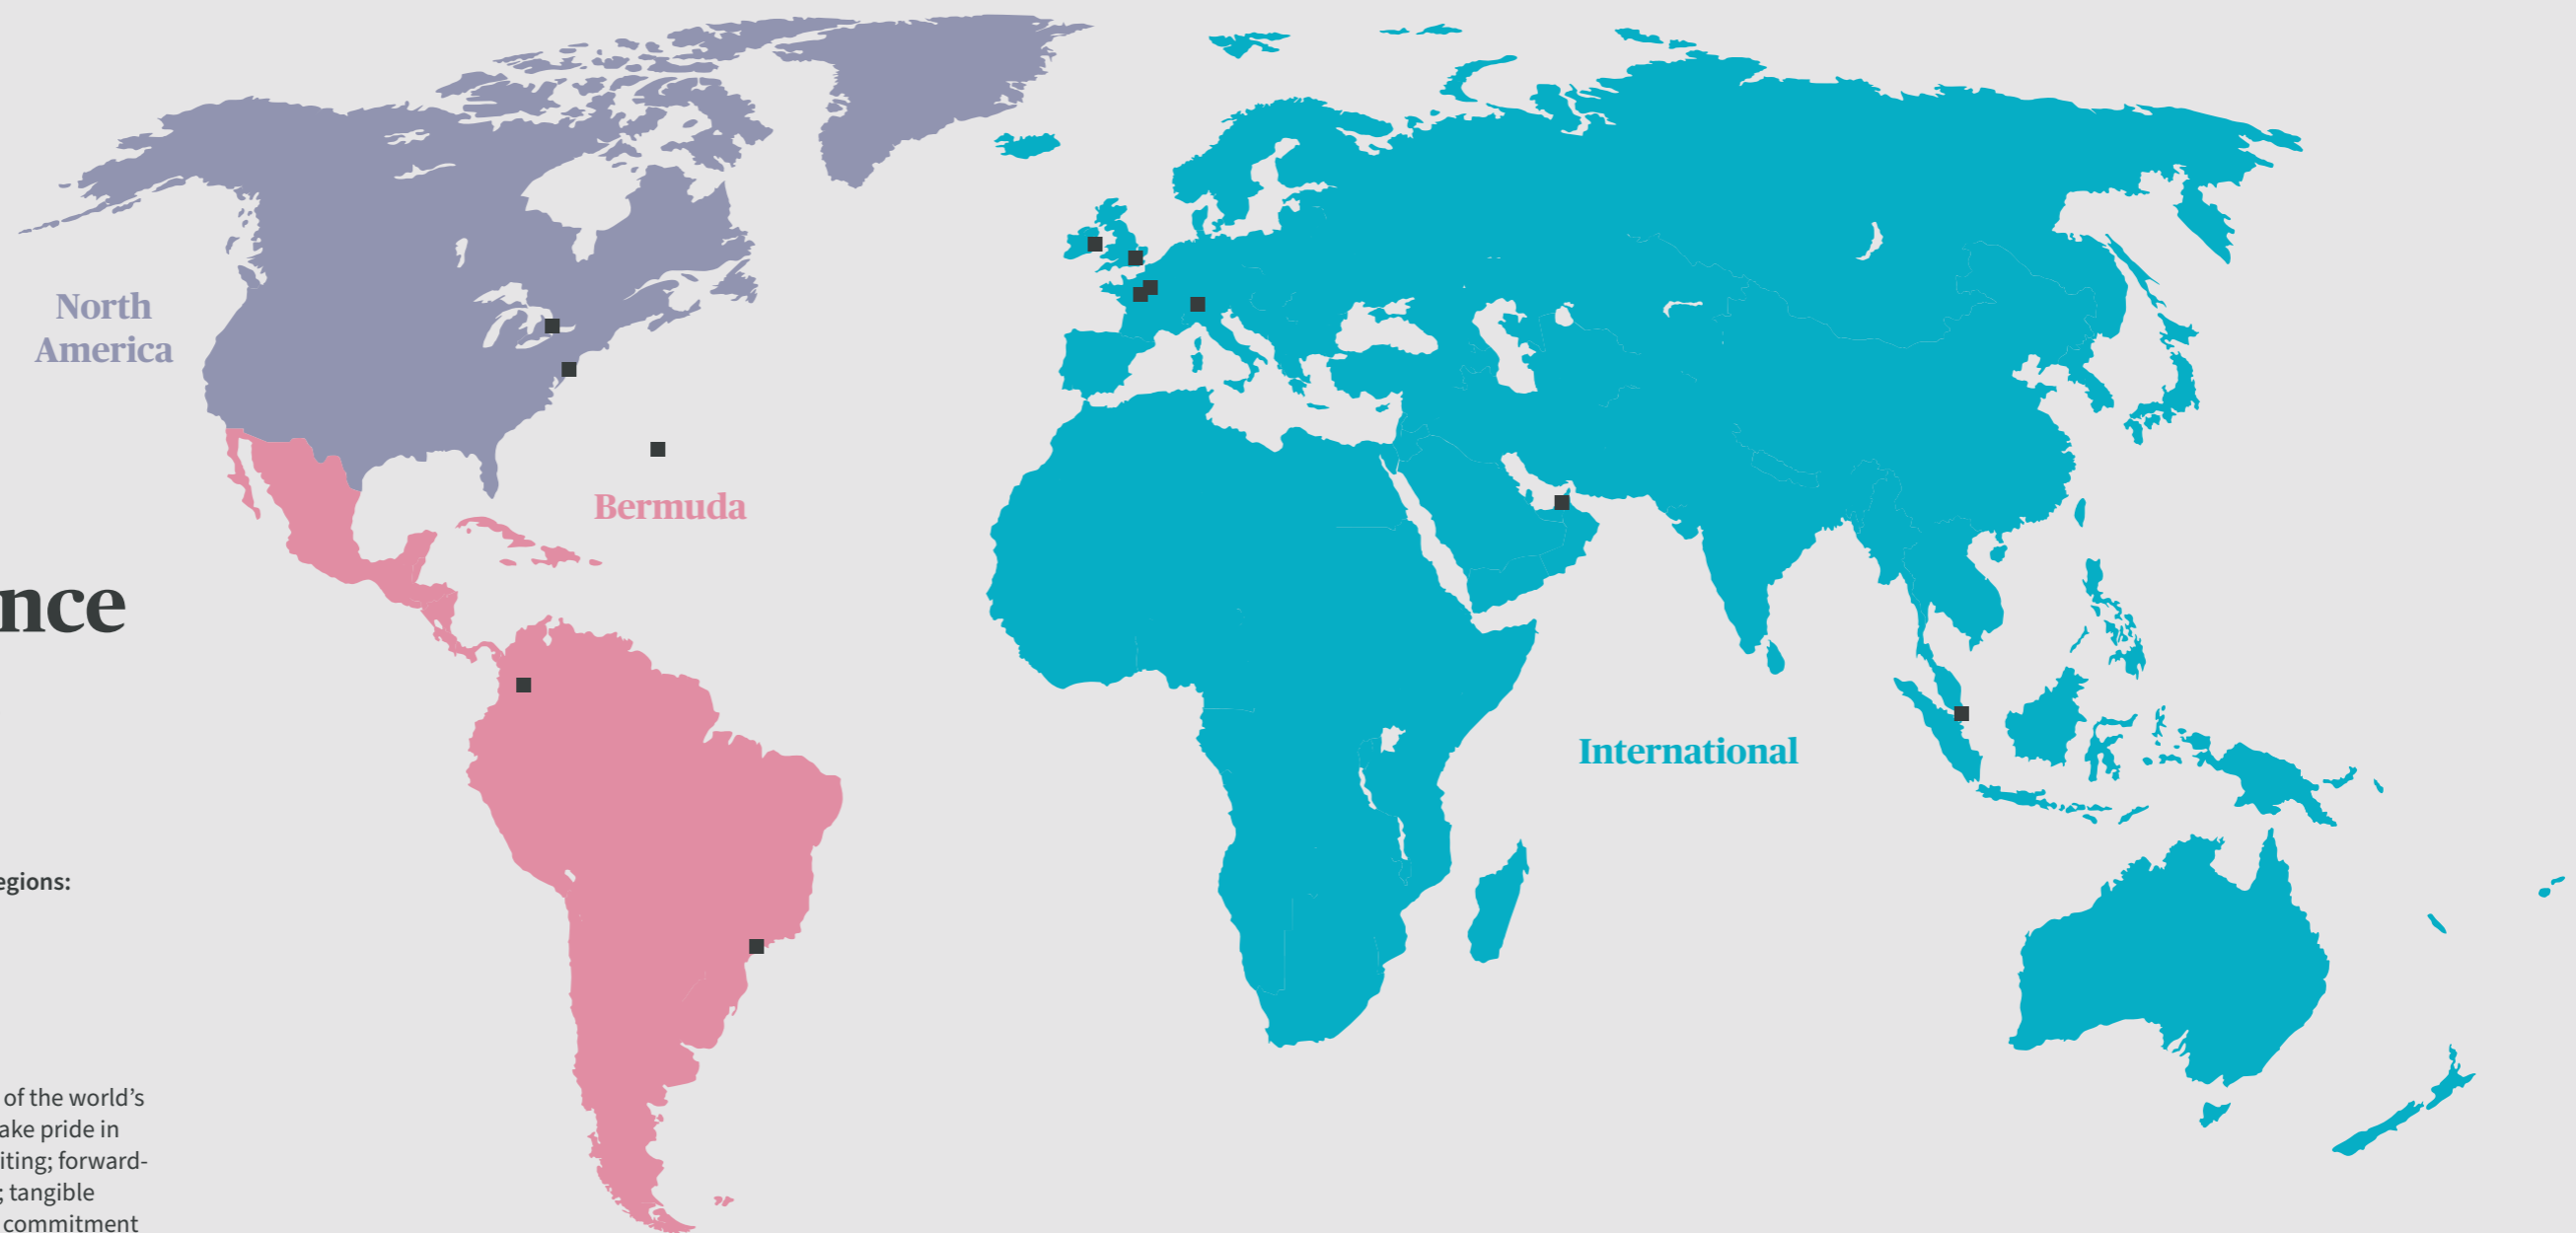 nce
egions:
of the world’s
ake pride in
iting; forward-
; tangible
commitment
North
America
Bermuda
International